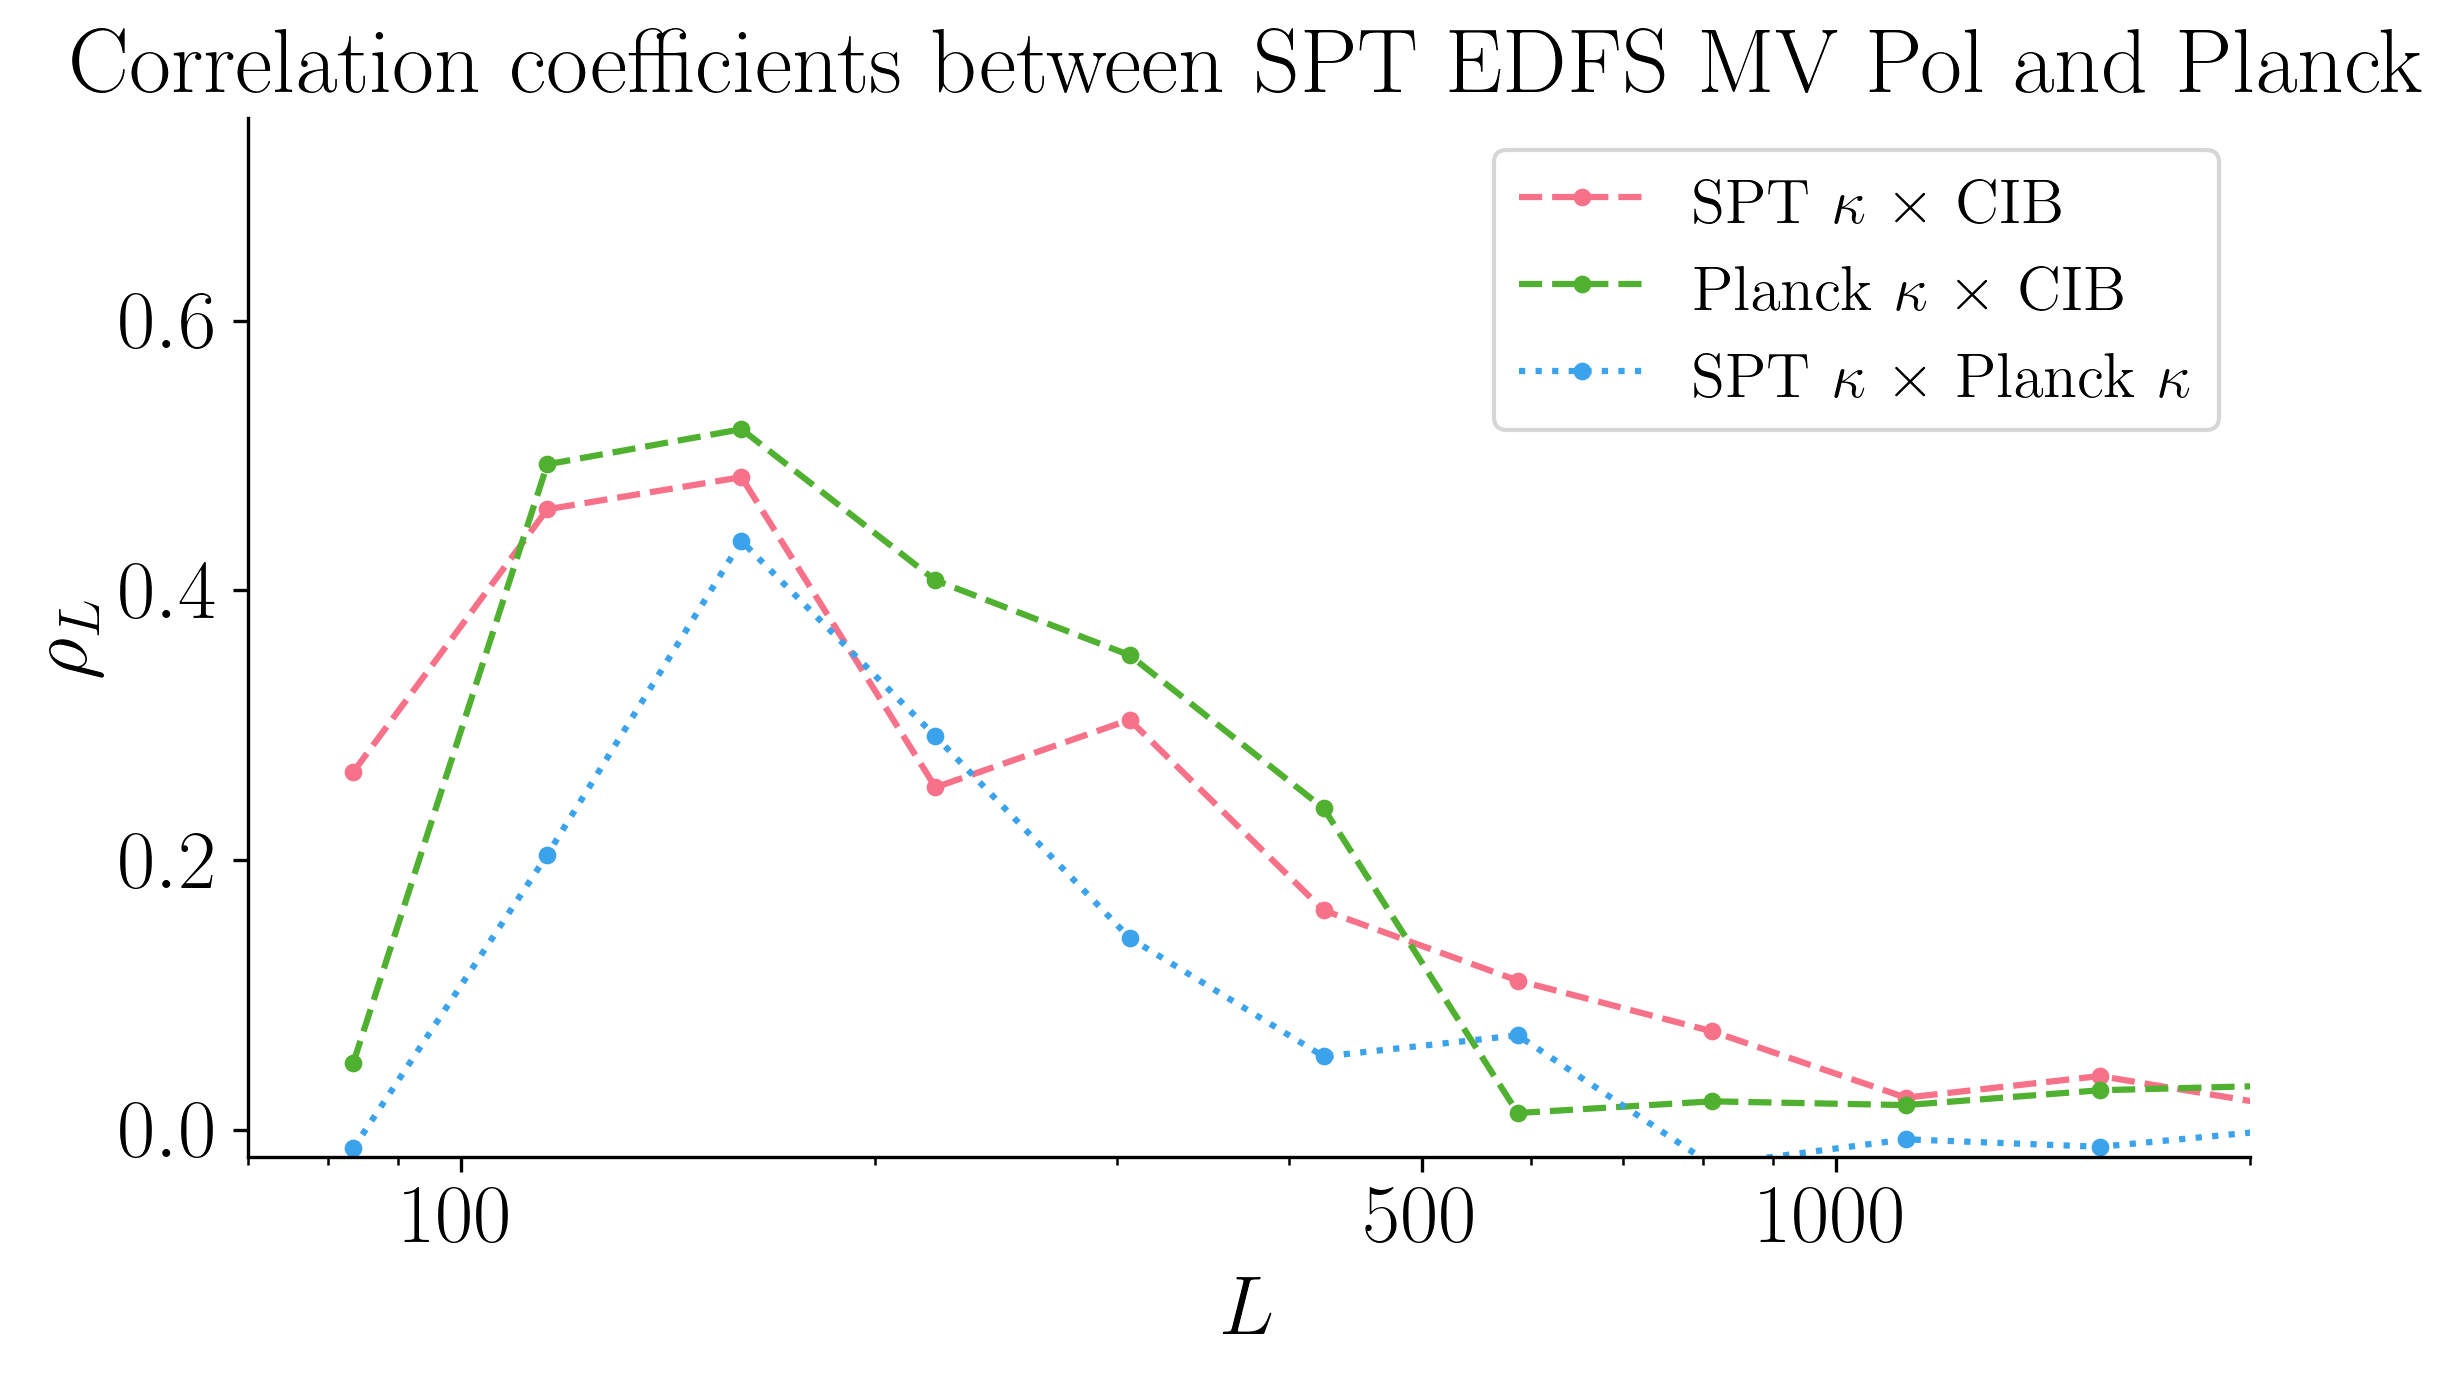 Correlation coefficients between SPT EDFS MV Pol and Planck
SPT κ × CIB
Planck κ × CIB
SPT κ × Planck κ
0.6
0.4
0.2
0.0
ρ_L
100
500
1000
L